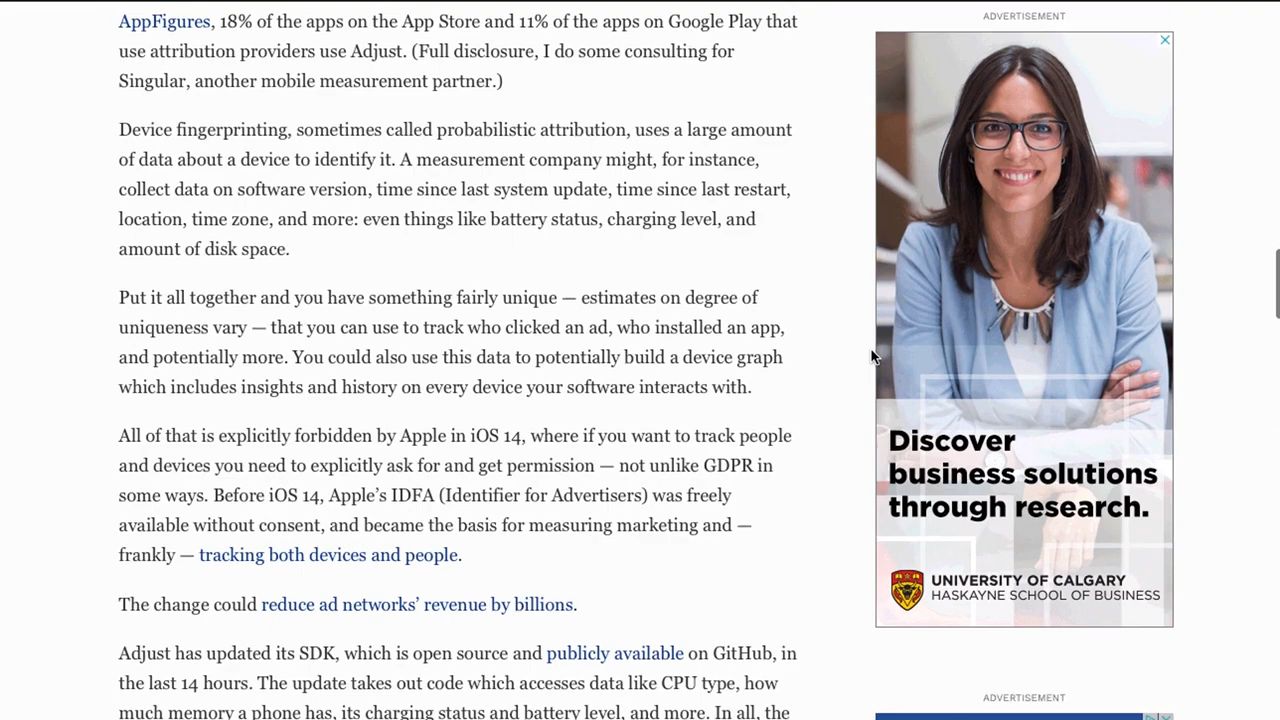 AppFigures, 18% of the apps on the App Store and 11% of the apps on Google Play that
use attribution providers use Adjust. (Full disclosure, I do some consulting for
Singular, another mobile measurement partner.)
Device fingerprinting, sometimes called probabilistic attribution, uses a large amount
of data about a device to identify it. A measurement company might, for instance,
collect data on software version, time since last system update, time since last restart,
location, time zone, and more: even things like battery status, charging level, and
amount of disk space.
Put it all together and you have something fairly unique — estimates on degree of
uniqueness vary — that you can use to track who clicked an ad, who installed an app,
and potentially more. You could also use this data to potentially build a device graph
which includes insights and history on every device your software interacts with.
All of that is explicitly forbidden by Apple in iOS 14, where if you want to track people
and devices you need to explicitly ask for and get permission — not unlike GDPR in
some ways. Before iOS 14, Apple's IDFA (Identifier for Advertisers) was freely
available without consent, and became the basis for measuring marketing and —
frankly — tracking both devices and people.
The change could reduce ad networks' revenue by billions.
Adjust has updated its SDK, which is open source and publicly available on GitHub, in
the last 14 hours. The update takes out code which accesses data like CPU type, how
much memory a phone has, its charging status and battery level, and more. In all, the
ADVERTISEMENT
Discover
business solutions
through research.
UNIVERSITY OF CALGARY
HASKAYNE SCHOOL OF BUSINESS
ADVERTISEMENT